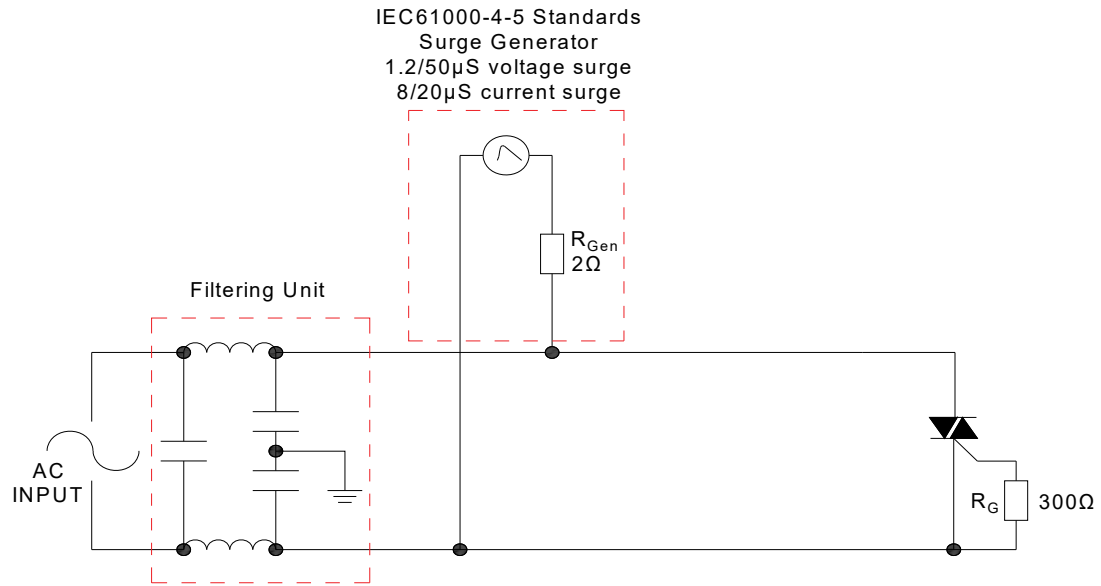 IEC61000-4-5 Standards
Surge Generator
1.2/50µS voltage surge
8/20µS current surge
RGen
2Ω
Filtering Unit
AC
INPUT
RG
300Ω